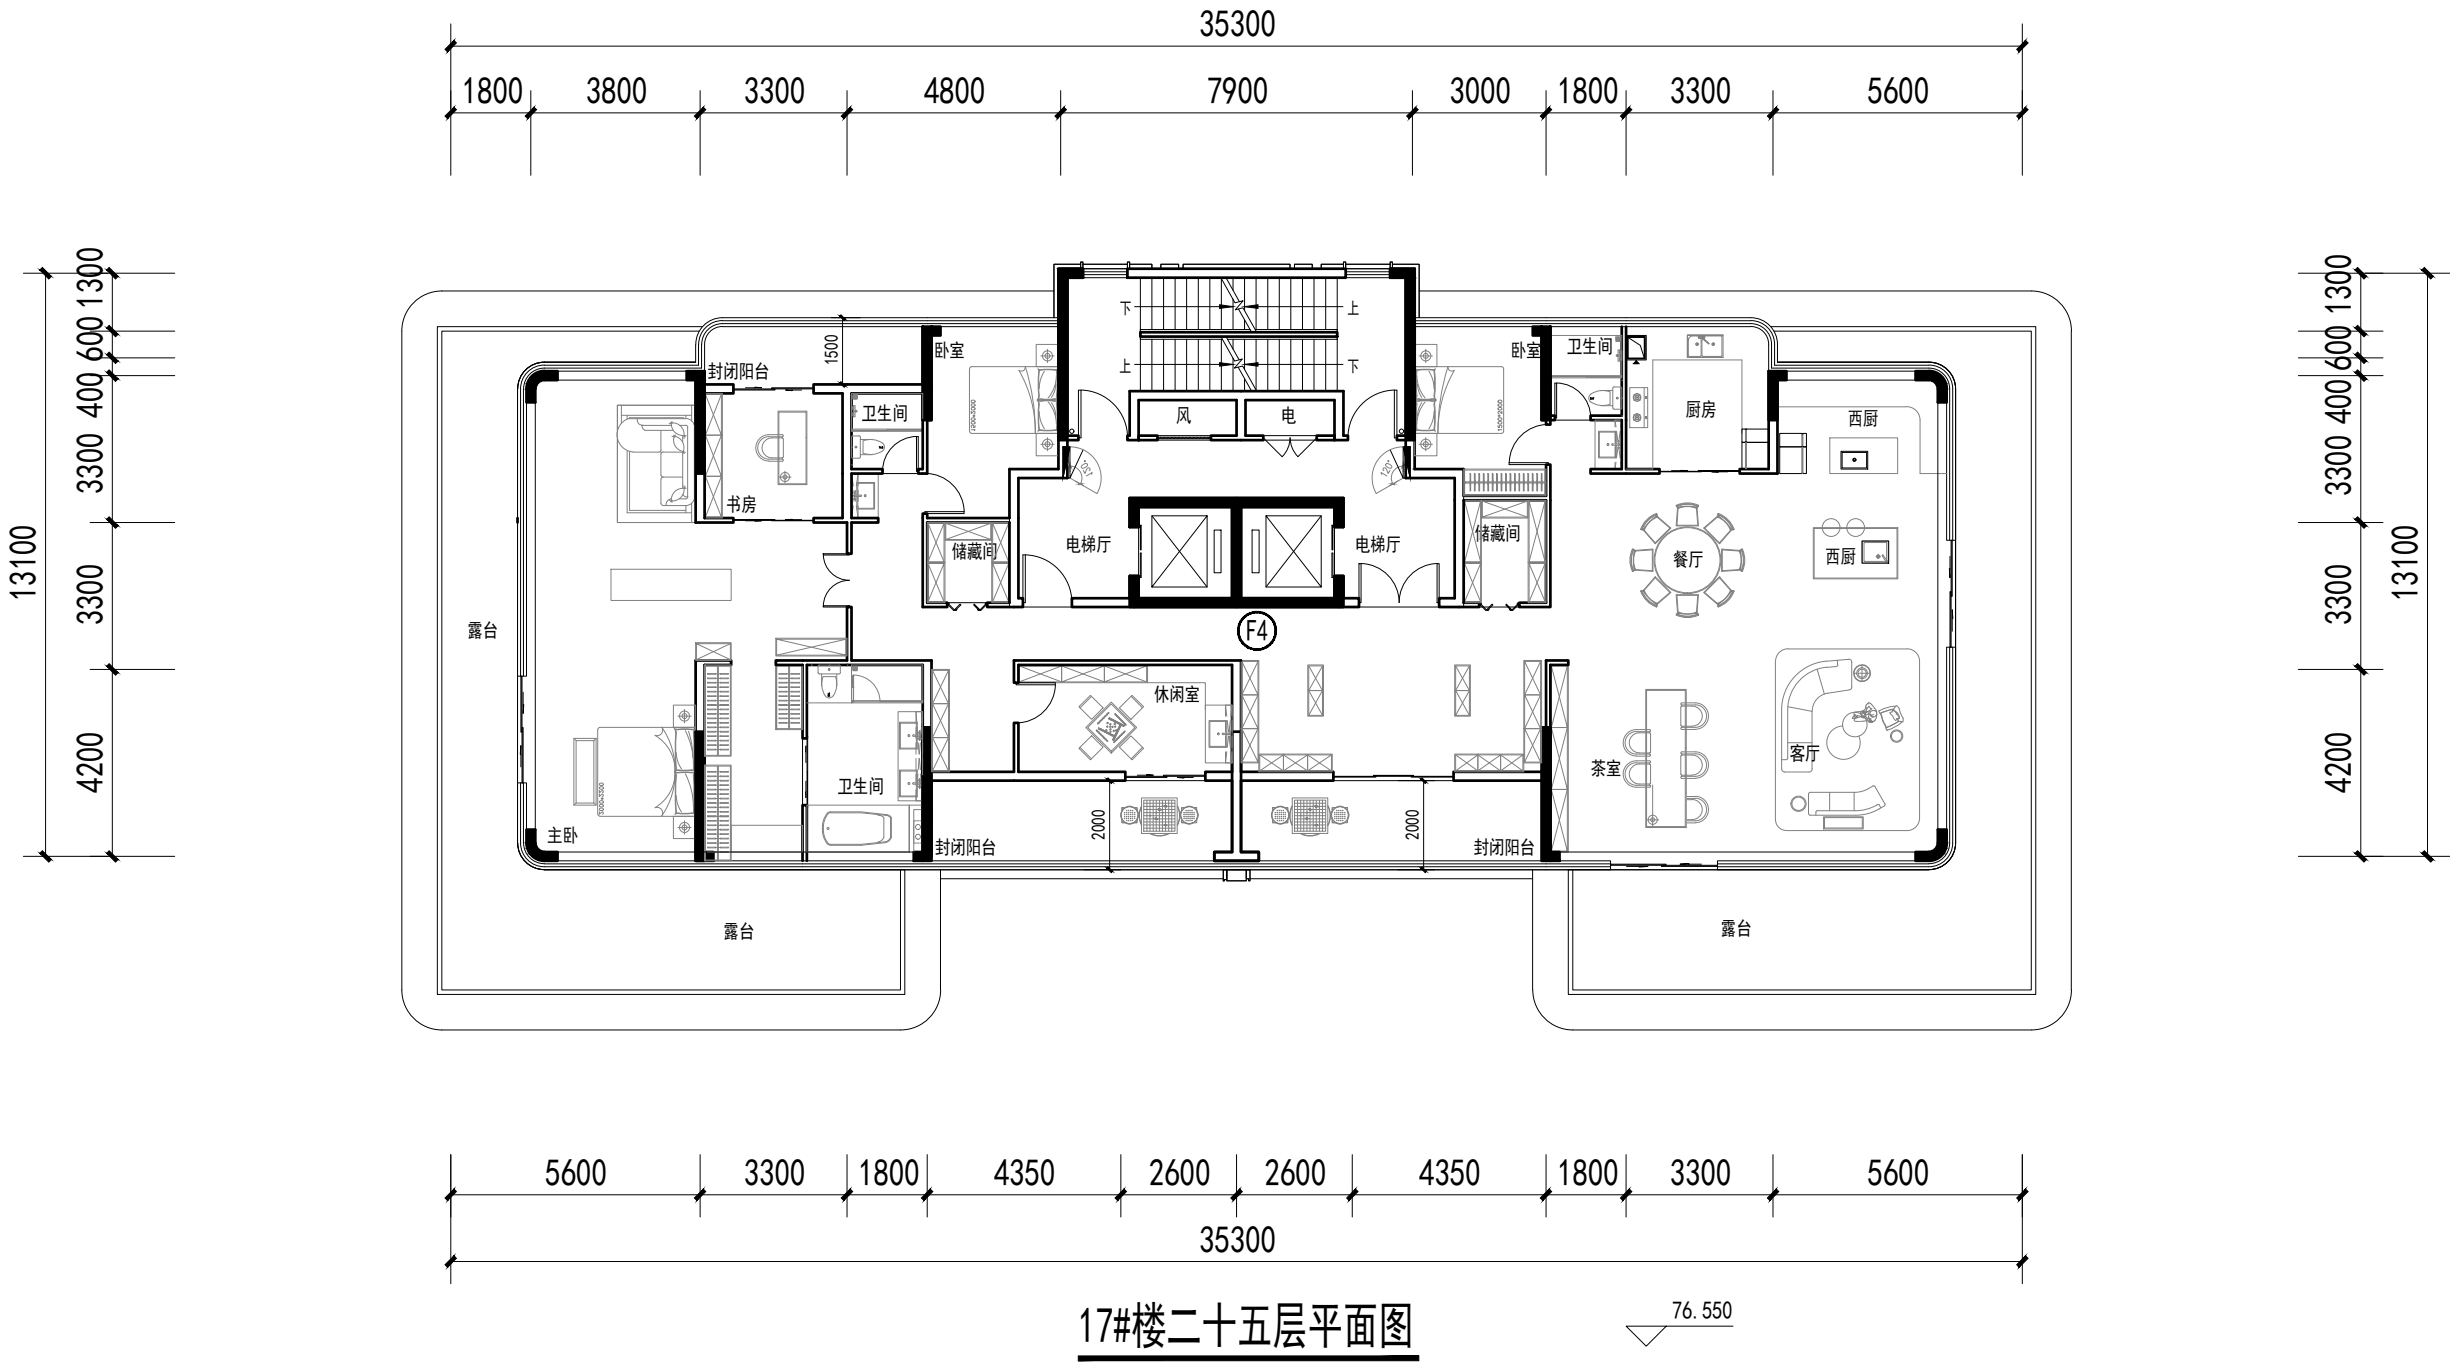 35300
1800 3800 3300 4800 7900 3000 1800 3300 5600
1300
600
400
3300
3300
4200
13100
1300
600
400
3300
3300
4200
13100
下 上
上 下
1500
卧室 卧室 卫生间
封闭阳台
卫生间 风 电 厨房 西厨
1800*2000 1500*2000
120° 120°
书房
储藏间 电梯厅 电梯厅 储藏间
餐厅 西厨
露台 F4
休闲室
客厅
茶室
卫生间
主卧
2000 2000
封闭阳台 封闭阳台
露台 露台
5600 3300 1800 4350 2600 2600 4350 1800 3300 5600
35300
17#楼二十五层平面图
76.550